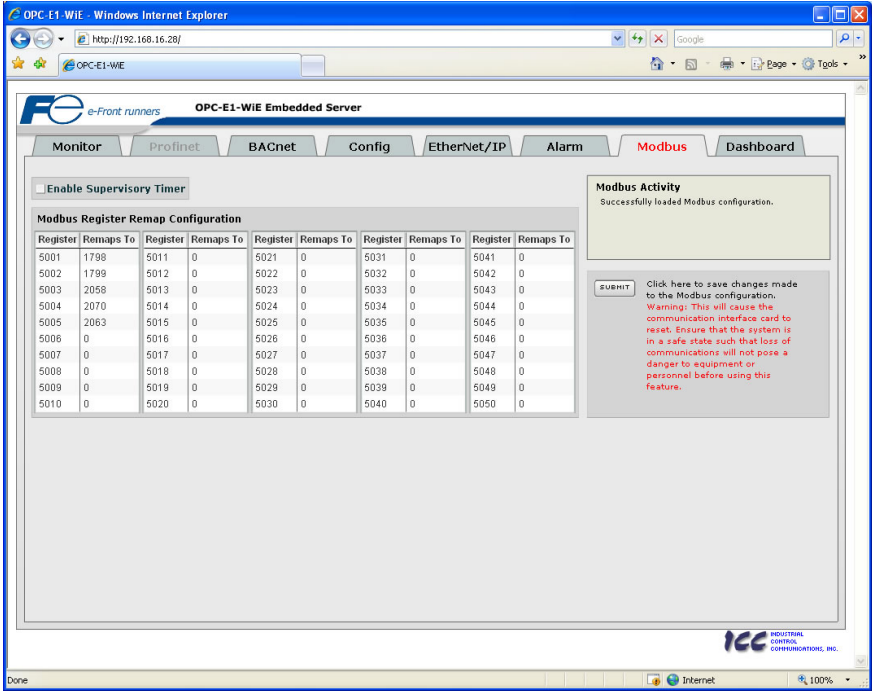 OPC-E1-WiE - Windows Internet Explorer
http://192.168.16.28/
Google
OPC-E1-WiE
Page
Tools
»
Fe e-Front runners
OPC-E1-WiE Embedded Server
Monitor Profinet BACnet Config EtherNet/IP Alarm Modbus Dashboard
Enable Supervisory Timer
Modbus Register Remap Configuration
Register Remaps To Register Remaps To Register Remaps To Register Remaps To Register Remaps To
5001 1798 5011 0 5021 0 5031 0 5041 0
5002 1799 5012 0 5022 0 5032 0 5042 0
5003 2058 5013 0 5023 0 5033 0 5043 0
5004 2070 5014 0 5024 0 5034 0 5044 0
5005 2063 5015 0 5025 0 5035 0 5045 0
5006 0 5016 0 5026 0 5036 0 5046 0
5007 0 5017 0 5027 0 5037 0 5047 0
5008 0 5018 0 5028 0 5038 0 5048 0
5009 0 5019 0 5029 0 5039 0 5049 0
5010 0 5020 0 5030 0 5040 0 5050 0
Modbus Activity
Successfully loaded Modbus configuration.
SUBMIT
Click here to save changes made
to the Modbus configuration.
Warning: This will cause the
communication interface card to
reset. Ensure that the system is
in a safe state such that loss of
communications will not pose a
danger to equipment or
personnel before using this
feature.
ICC INDUSTRIAL
CONTROL
COMMUNICATIONS, INC.
Done
Internet
100%